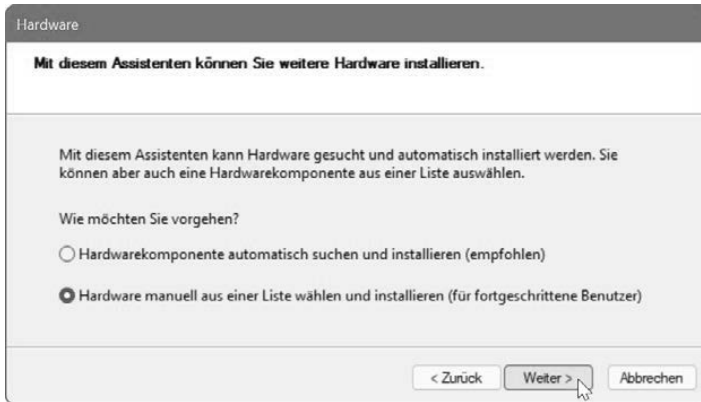 Hardware
Mit diesem Assistenten können Sie weitere Hardware installieren.
Mit diesem Assistenten kann Hardware gesucht und automatisch installiert werden. Sie
können aber auch eine Hardwarekomponente aus einer Liste auswählen.
Wie möchten Sie vorgehen?
Hardwarekomponente automatisch suchen und installieren (empfohlen)
Hardware manuell aus einer Liste wählen und installieren (für fortgeschrittene Benutzer)
< Zurück Weiter > Abbrechen